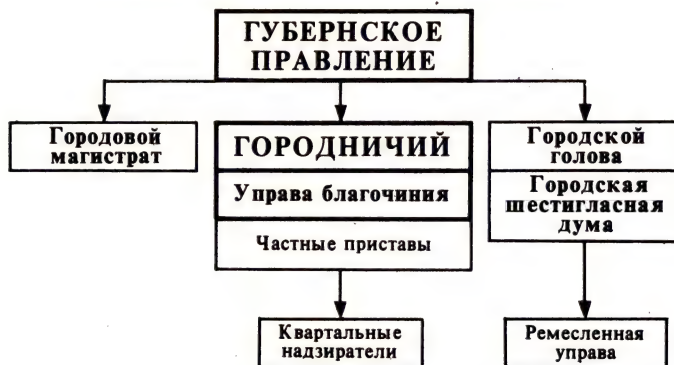 ГУБЕРНСКОЕ
ПРАВЛЕНИЕ
Городовой
магистрат
ГОРОДНИЧИЙ
Управа благочиния
Частные приставы
Городской
голова
Городская
шестигласная
дума
Квартальные
надзиратели
Ремесленная
управа